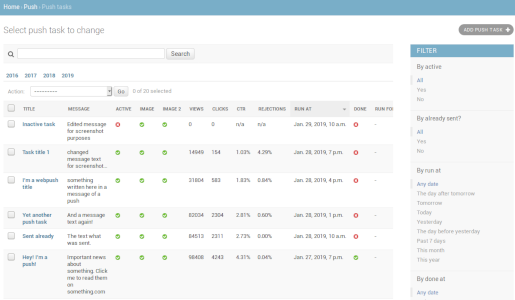 Home › Push › Push tasks
Select push task to change
ADD PUSH TASK +
Search
2016 2017 2018 2019
Action: --------- Go 0 of 20 selected
TITLE MESSAGE ACTIVE IMAGE IMAGE 2 VIEWS CLICKS CTR REJECTIONS RUN AT DONE RUN FOR
Inactive task Edited message for screenshot purposes 0 0 n/a n/a Jan. 29, 2019, 10 a.m. -
Task title 1 changed message text for screenshot... 14949 154 1.03% 4.29% Jan. 28, 2019, 7 p.m. -
I'm a webpush title something written here in a message of a push 31804 583 1.83% 0.84% Jan. 28, 2019, 4 p.m. -
Yet another push task And a message text again! 82034 2304 2.81% 0.60% Jan. 28, 2019, 1 p.m. -
Sent already The text what was sent. 84513 2311 2.73% 0.00% Jan. 28, 2019, 10 a.m. -
Hey! I'm a push! Important news about something. Click me to read them on something.com 98408 4243 4.31% 0.04% Jan. 27, 2019, 7 p.m. -
FILTER
By active
All
Yes
No
By already sent?
All
Yes
No
By run at
Any date
The day after tomorrow
Tomorrow
Today
Yesterday
The day before yesterday
Past 7 days
This month
This year
By done at
Any date